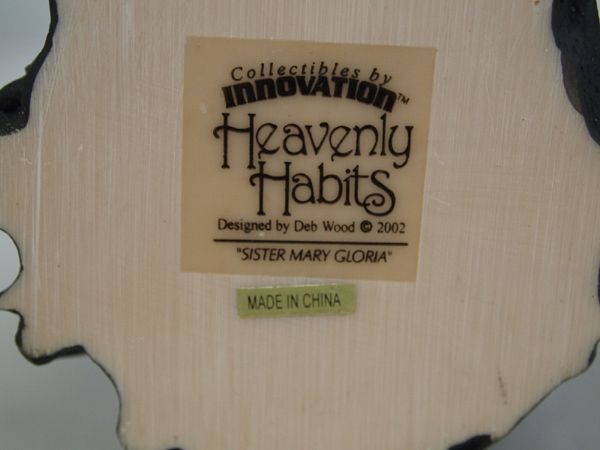 Collectibles by
INNOVATION™
Heavenly
Habits
Designed by Deb Wood © 2002
"SISTER MARY GLORIA"
MADE IN CHINA